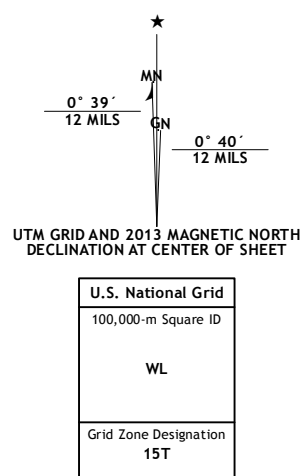 ★
MN
0° 39´
12 MILS
GN
0° 40´
12 MILS
UTM GRID AND 2013 MAGNETIC NORTH
DECLINATION AT CENTER OF SHEET
U.S. National Grid
100,000-m Square ID
WL
Grid Zone Designation
15T